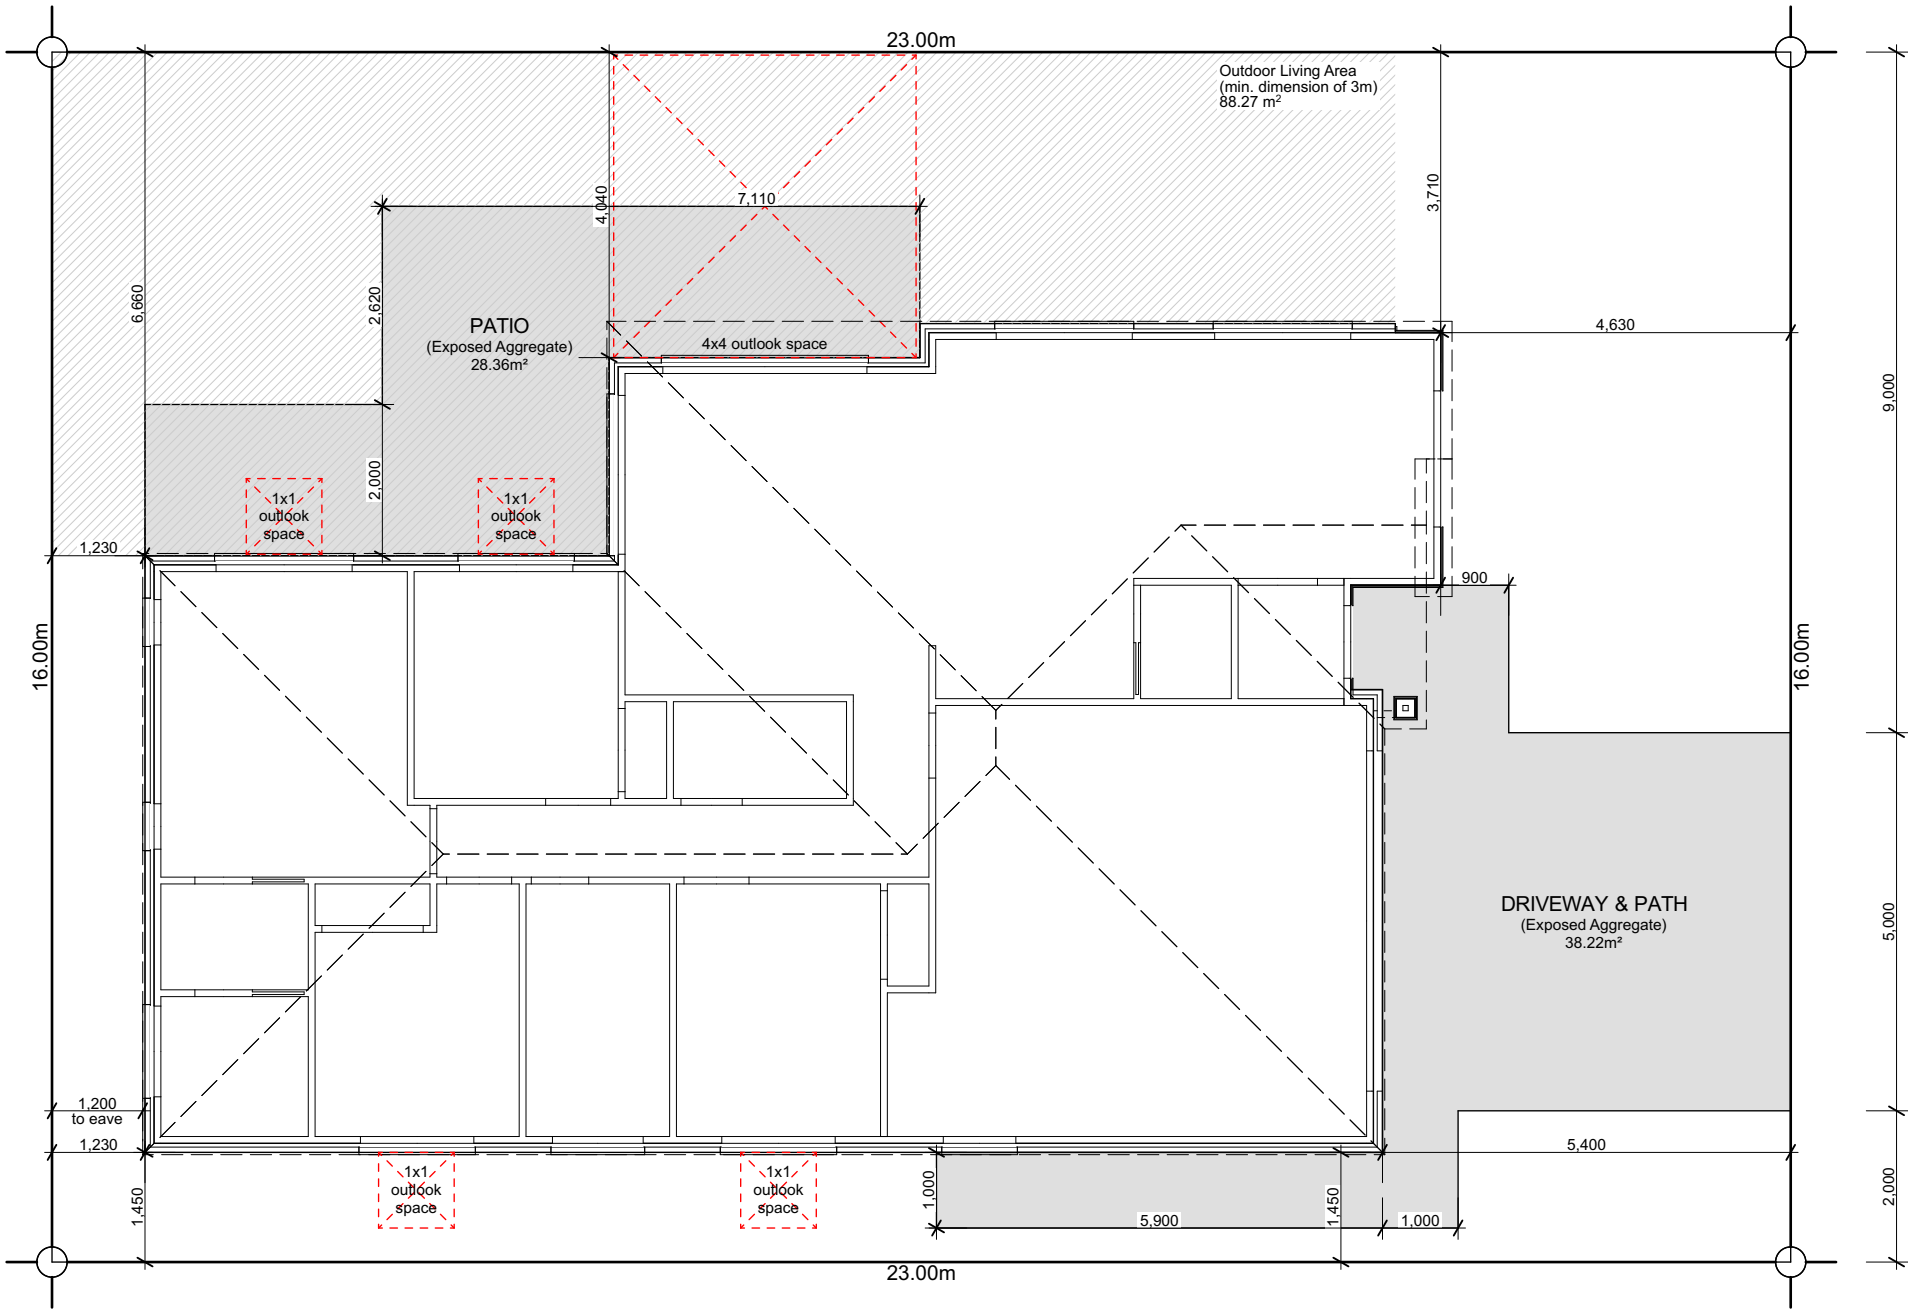 23.00m
Outdoor Living Area
(min. dimension of 3m)
88.27 m²
4,040
7,110
3,710
6,660
2,620
PATIO
(Exposed Aggregate)
28.36m²
4x4 outlook space
4,630
9,000
2,000
1x1
outlook
space
1x1
outlook
space
1,230
900
16.00m
16.00m
DRIVEWAY & PATH
(Exposed Aggregate)
38.22m²
5,000
1,200
to eave
1,230
5,400
1x1
outlook
space
1x1
outlook
space
1,450
1,000
5,900
1,450
1,000
2,000
23.00m